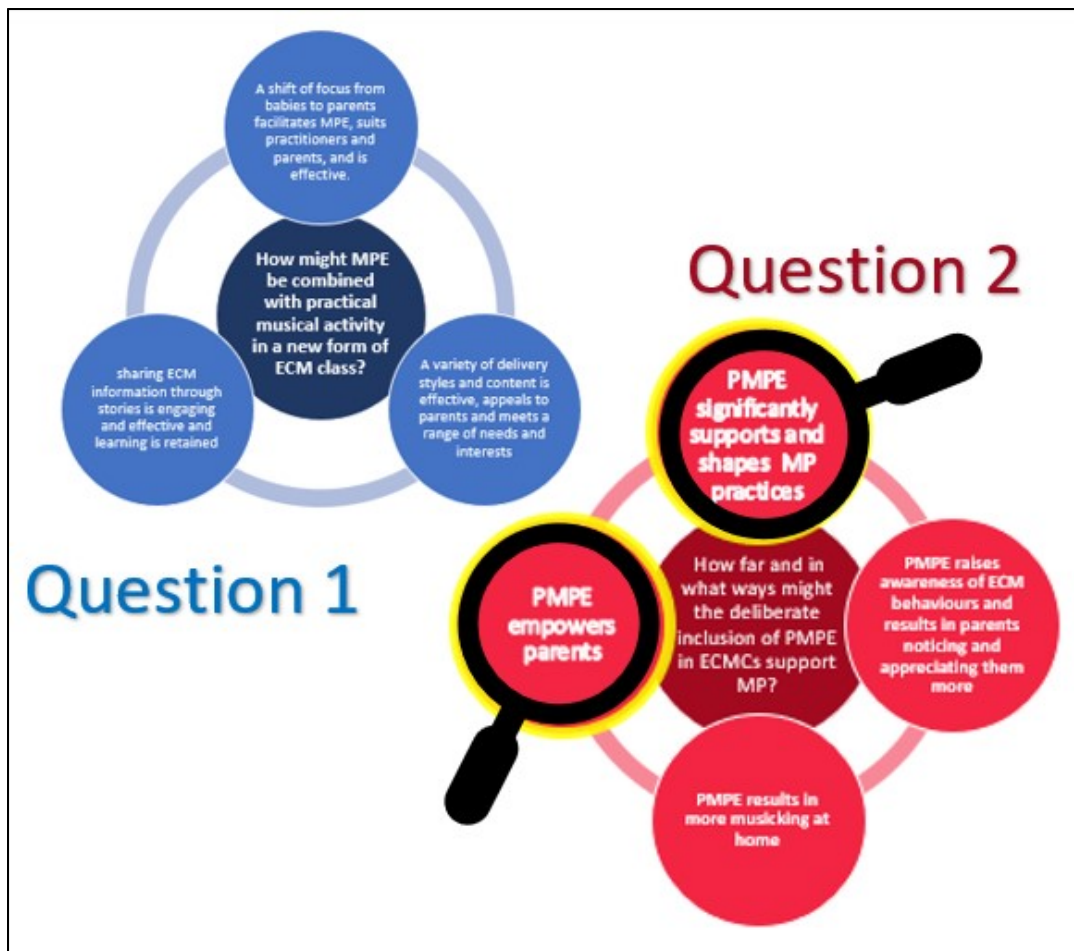 A shift of focus from
babies to parents
facilitates MPE, suits
practitioners and
parents, and is
effective.
How might MPE
be combined
with practical
musical activity
in a new form of
ECM class?
sharing ECM
information through
stories is engaging
and effective and
learning is retained
A variety of delivery
styles and content is
effective, appeals to
parents and meets a
range of needs and
interests
Question 1
Question 2
PMPE
significantly
supports and
shapes MP
practices
How far and in
what ways might
the deliberate
inclusion of PMPE
in ECMCs support
MP?
PMPE
empowers
parents
PMPE raises
awareness of ECM
behaviours and
results in parents
noticing and
appreciating them
more
PMPE results in
more musicking at
home